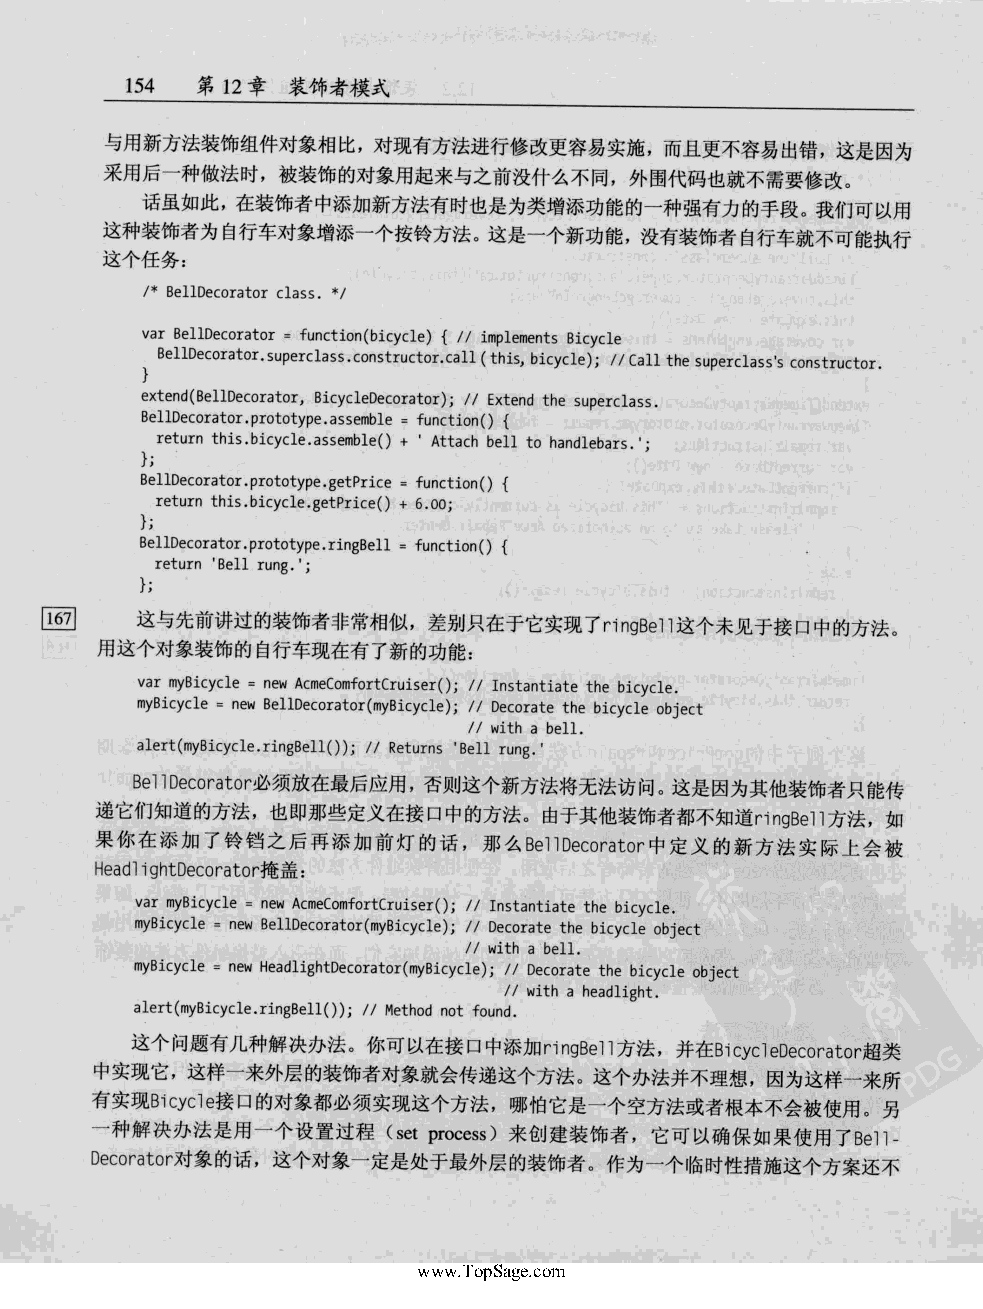 154 第12章 装饰者模式
与用新方法装饰组件对象相比，对现有方法进行修改更容易实施，而且更不容易出错，这是因为
采用后一种做法时，被装饰的对象用起来与之前没什么不同，外围代码也就不需要修改。
话虽如此，在装饰者中添加新方法有时也是为类增添功能的一种强有力的手段。我们可以用
这种装饰者为自行车对象增添一个按铃方法。这是一个新功能，没有装饰者自行车就不可能执行
这个任务：
/* BellDecorator class. */
var BellDecorator = function(bicycle) { // implements Bicycle
BellDecorator.superclass.constructor.call(this, bicycle); // Call the superclass's constructor.
}
extend(BellDecorator, BicycleDecorator); // Extend the superclass.
BellDecorator.prototype.assemble = function() {
return this.bicycle.assemble() + ' Attach bell to handlebars.';
};
BellDecorator.prototype.getPrice = function() {
return this.bicycle.getPrice() + 6.00;
};
BellDecorator.prototype.ringBell = function() {
return 'Bell rung.';
};
167
这与先前讲过的装饰者非常相似，差别只在于它实现了ringBell这个未见于接口中的方法。
用这个对象装饰的自行车现在有了新的功能：
var myBicycle = new AcmeComfortCruiser(); // Instantiate the bicycle.
myBicycle = new BellDecorator(myBicycle); // Decorate the bicycle object
// with a bell.
alert(myBicycle.ringBell()); // Returns 'Bell rung.'
BellDecorator必须放在最后应用，否则这个新方法将无法访问。这是因为其他装饰者只能传
递它们知道的方法，也即那些定义在接口中的方法。由于其他装饰者都不知道ringBell方法，如
果你在添加了铃铛之后再添加前灯的话，那么BellDecorator中定义的新方法实际上会被
HeadlightDecorator掩盖：
var myBicycle = new AcmeComfortCruiser(); // Instantiate the bicycle.
myBicycle = new BellDecorator(myBicycle); // Decorate the bicycle object
// with a bell.
myBicycle = new HeadlightDecorator(myBicycle); // Decorate the bicycle object
// with a headlight.
alert(myBicycle.ringBell()); // Method not found.
这个问题有几种解决办法。你可以在接口中添加ringBell方法，并在BicycleDecorator超类
中实现它，这样一来外层的装饰者对象就会传递这个方法。这个办法并不理想，因为这样一来所
有实现Bicycle接口的对象都必须实现这个方法，哪怕它是一个空方法或者根本不会被使用。另
一种解决办法是用一个设置过程（set process）来创建装饰者，它可以确保如果使用了Bell-
Decorator对象的话，这个对象一定是处于最外层的装饰者。作为一个临时性措施这个方案还不
PDG
www.TopSage.com